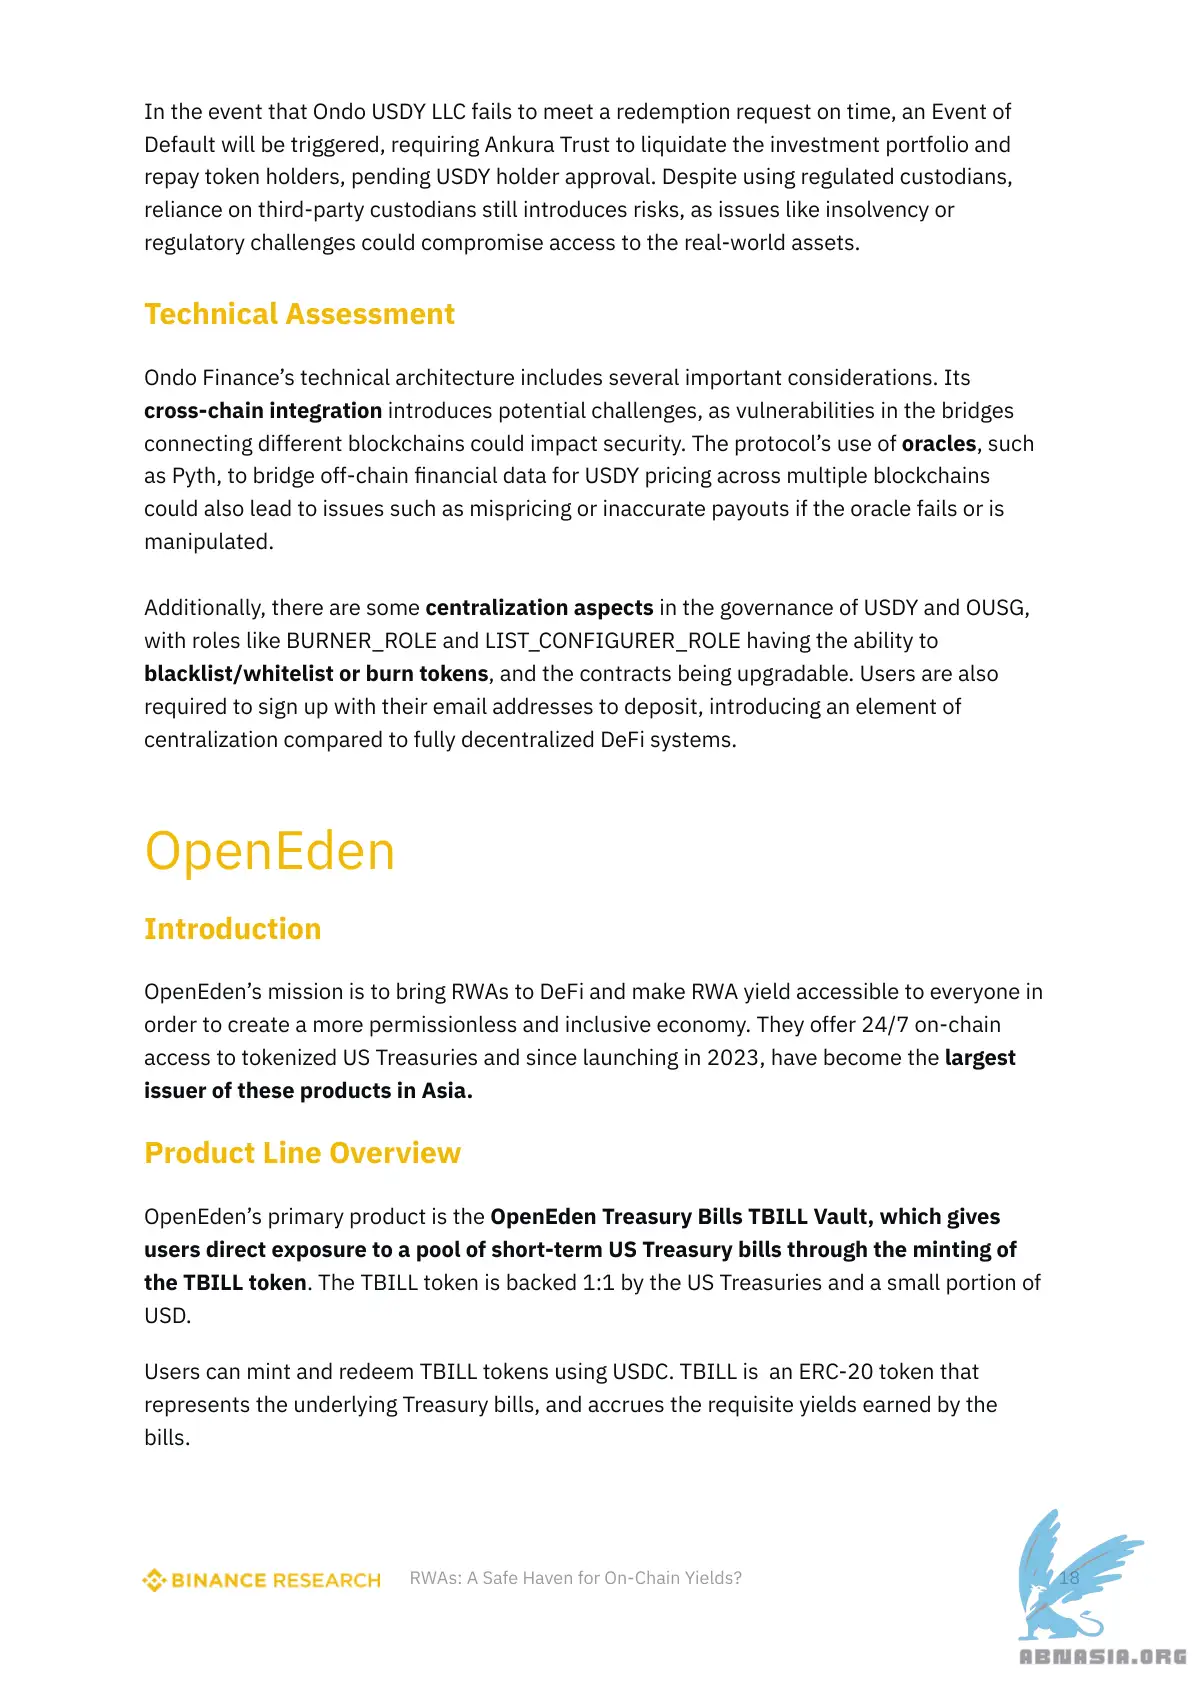 In the event that Ondo USDY LLC fails to meet a redemption request on time, an Event of
Default will be triggered, requiring Ankura Trust to liquidate the investment portfolio and
repay token holders, pending USDY holder approval. Despite using regulated custodians,
reliance on third-party custodians still introduces risks, as issues like insolvency or
regulatory challenges could compromise access to the real-world assets.
Technical Assessment
Ondo Finance’s technical architecture includes several important considerations. Its
cross-chain integration introduces potential challenges, as vulnerabilities in the bridges
connecting different blockchains could impact security. The protocol’s use of oracles, such
as Pyth, to bridge off-chain financial data for USDY pricing across multiple blockchains
could also lead to issues such as mispricing or inaccurate payouts if the oracle fails or is
manipulated.
Additionally, there are some centralization aspects in the governance of USDY and OUSG,
with roles like BURNER_ROLE and LIST_CONFIGURER_ROLE having the ability to
blacklist/whitelist or burn tokens, and the contracts being upgradable. Users are also
required to sign up with their email addresses to deposit, introducing an element of
centralization compared to fully decentralized DeFi systems.
OpenEden
Introduction
OpenEden’s mission is to bring RWAs to DeFi and make RWA yield accessible to everyone in
order to create a more permissionless and inclusive economy. They offer 24/7 on-chain
access to tokenized US Treasuries and since launching in 2023, have become the largest
issuer of these products in Asia.
Product Line Overview
OpenEden’s primary product is the OpenEden Treasury Bills TBILL Vault, which gives
users direct exposure to a pool of short-term US Treasury bills through the minting of
the TBILL token. The TBILL token is backed 1:1 by the US Treasuries and a small portion of
USD.
Users can mint and redeem TBILL tokens using USDC. TBILL is  an ERC-20 token that
represents the underlying Treasury bills, and accrues the requisite yields earned by the
bills.
BINANCE RESEARCH RWAs: A Safe Haven for On-Chain Yields? 18
ABNASIA.ORG